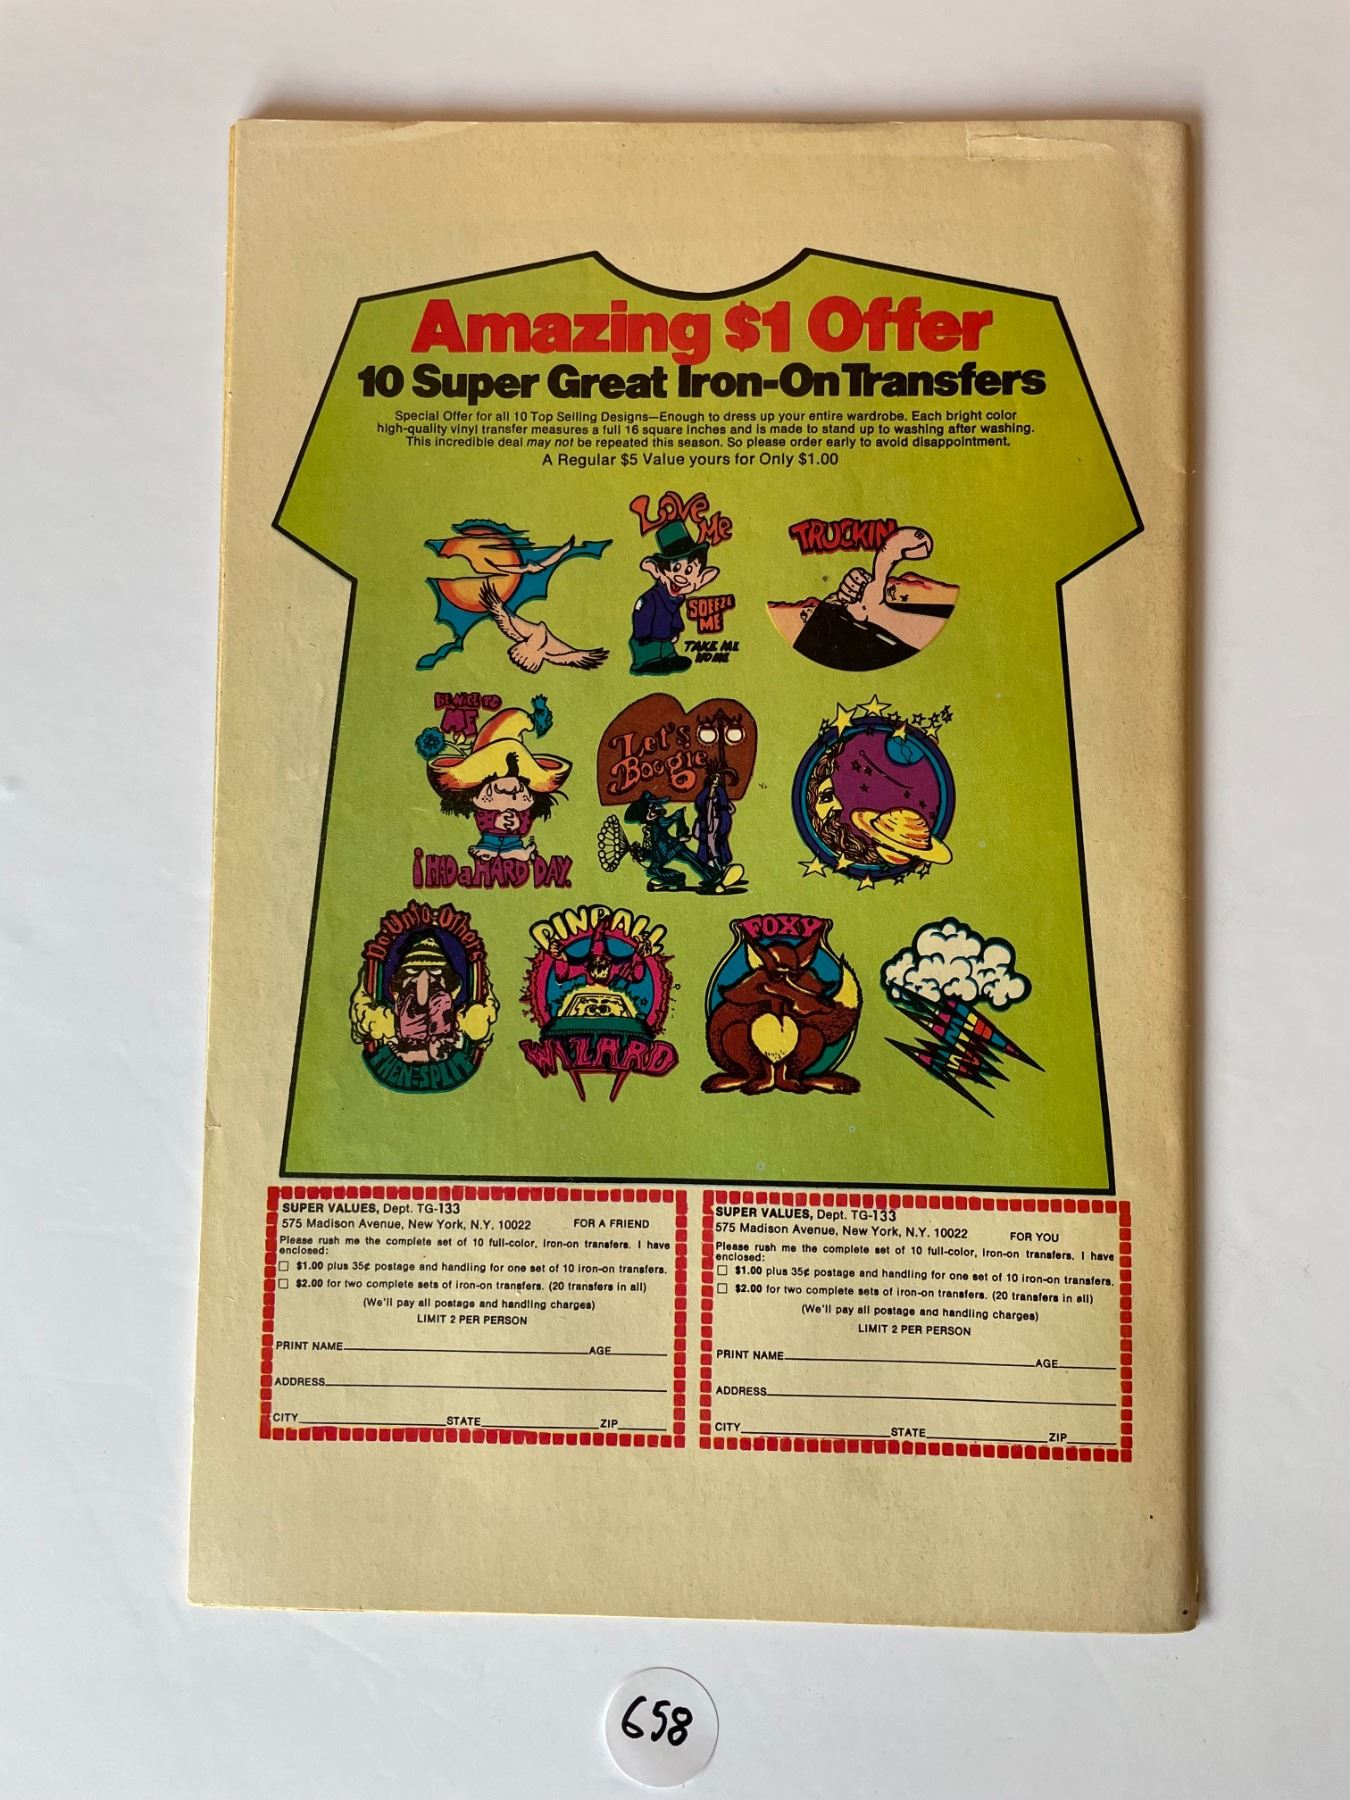 Amazing $1 Offer
10 Super Great Iron-On Transfers
Special Offer for all 10 Top Selling Designs—Enough to dress up your entire wardrobe. Each bright color
high-quality vinyl transfer measures a full 16 square inches and is made to stand up to washing after washing.
This incredible deal may not be repeated this season. So please order early to avoid disappointment.
A Regular $5 Value yours for Only $1.00
LOVE
ME
SQEEZE
ME
TAKE ME
HOME
TRUCKIN
BE NICE TO
ME
I HAD a HARD DAY.
Let's
Boogie
Do Unto Others
THEN SPLIT
PINBALL
WIZARD
FOXY
SUPER VALUES, Dept. TG-133
575 Madison Avenue, New York, N.Y. 10022 FOR A FRIEND
Please rush me the complete set of 10 full-color, iron-on transfers. I have
enclosed:
☐ $1.00 plus 35¢ postage and handling for one set of 10 iron-on transfers.
☐ $2.00 for two complete sets of iron-on transfers. (20 transfers in all)
(We'll pay all postage and handling charges)
LIMIT 2 PER PERSON
PRINT NAME AGE
ADDRESS
CITY STATE ZIP
SUPER VALUES, Dept. TG-133
575 Madison Avenue, New York, N.Y. 10022 FOR YOU
Please rush me the complete set of 10 full-color, iron-on transfers. I have
enclosed:
☐ $1.00 plus 35¢ postage and handling for one set of 10 iron-on transfers.
☐ $2.00 for two complete sets of iron-on transfers. (20 transfers in all)
(We'll pay all postage and handling charges)
LIMIT 2 PER PERSON
PRINT NAME AGE
ADDRESS
CITY STATE ZIP
658